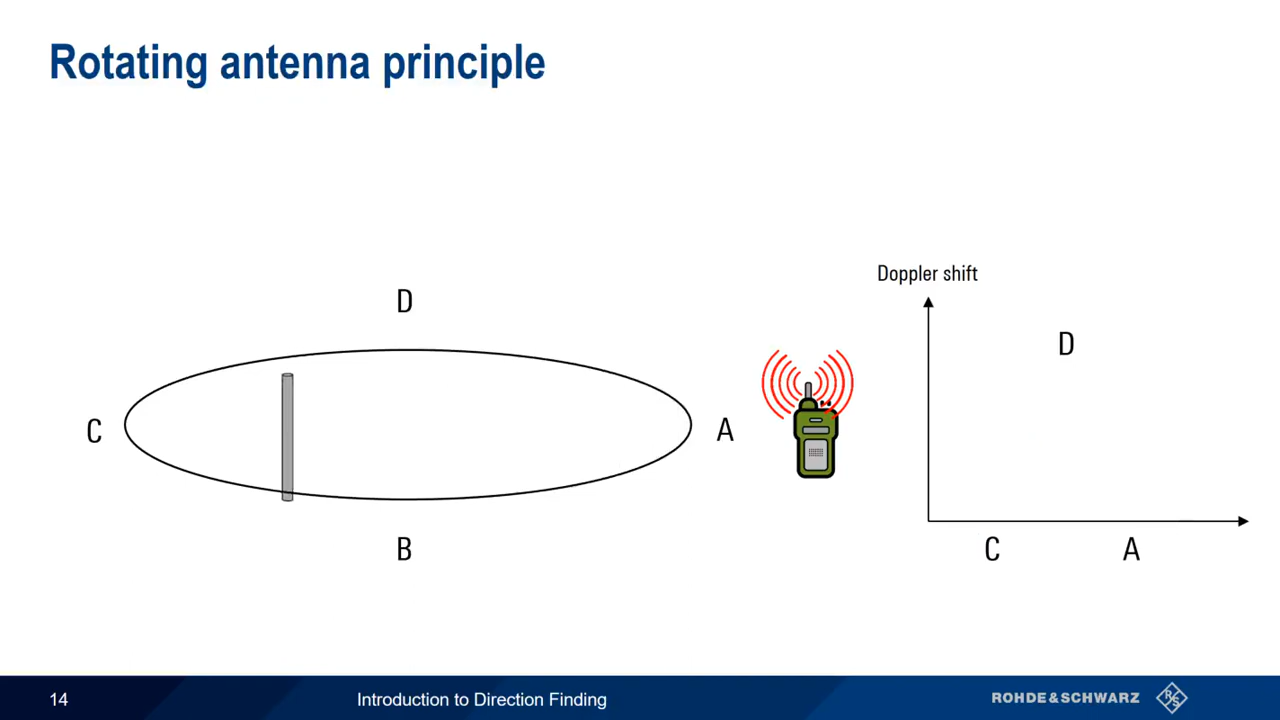 Rotating antenna principle
Doppler shift
D
D
C
A
B
C
A
14
Introduction to Direction Finding
ROHDE & SCHWARZ
R
S